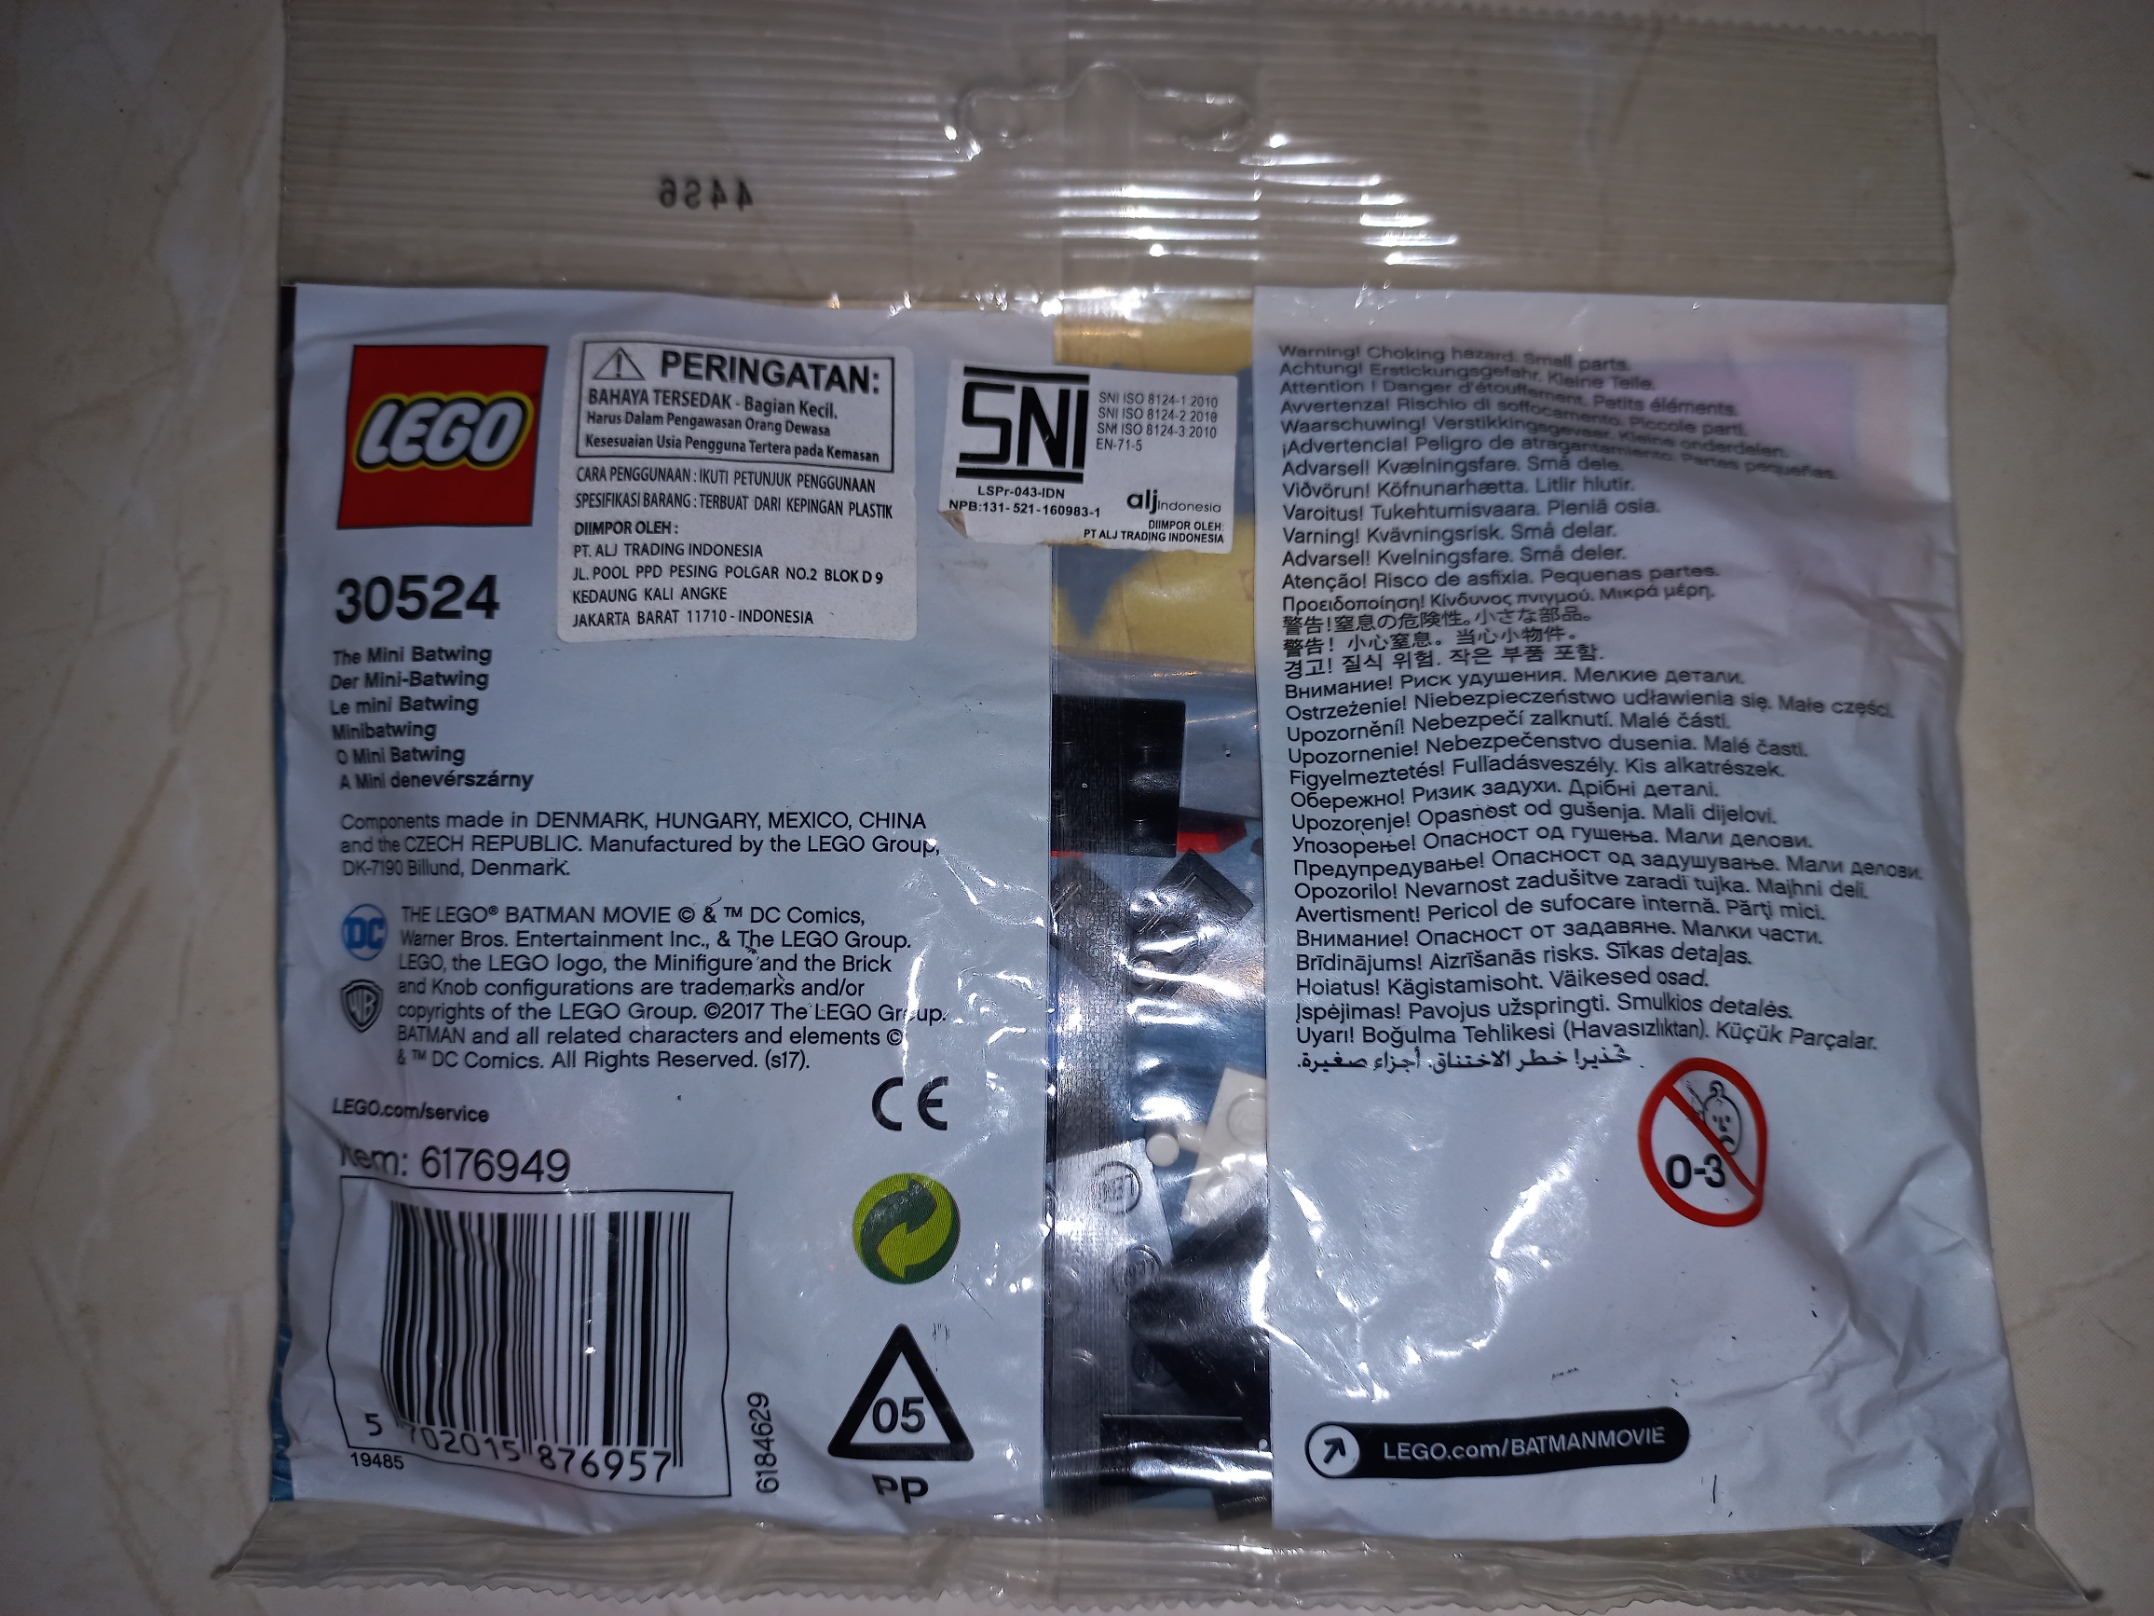 44S6
LEGO
PERINGATAN:
BAHAYA TERSEDAK - Bagian Kecil.
Harus Dalam Pengawasan Orang Dewasa
Kesesuaian Usia Pengguna Tertera pada Kemasan
CARA PENGGUNAAN : IKUTI PETUNJUK PENGGUNAAN
SPESIFIKASI BARANG : TERBUAT DARI KEPINGAN PLASTIK
DIIMPOR OLEH :
PT. ALJ TRADING INDONESIA
JL. POOL PPD PESING POLGAR NO.2 BLOK D 9
KEDAUNG KALI ANGKE
JAKARTA BARAT 11710 - INDONESIA
SNI
SNI ISO 8124-1:2010
SNI ISO 8124-2:2010
SNI ISO 8124-3:2010
EN-71-5
LSPr-043-IDN
NPB:131-521-160983-1
alj Indonesia
DIIMPOR OLEH:
PT ALJ TRADING INDONESIA
30524
The Mini Batwing
Der Mini-Batwing
Le mini Batwing
Minibatwing
O Mini Batwing
A Mini denevérszárny
Components made in DENMARK, HUNGARY, MEXICO, CHINA
and the CZECH REPUBLIC. Manufactured by the LEGO Group,
DK-7190 Billund, Denmark.
DC
THE LEGO® BATMAN MOVIE © & ™ DC Comics,
Warner Bros. Entertainment Inc., & The LEGO Group.
LEGO, the LEGO logo, the Minifigure and the Brick
and Knob configurations are trademarks and/or
WB
copyrights of the LEGO Group. ©2017 The LEGO Group.
BATMAN and all related characters and elements ©
& ™ DC Comics. All Rights Reserved. (s17).
LEGO.com/service
CE
Item: 6176949
5 702015 876957
19485
6184629
05
PP
Warning! Choking hazard. Small parts.
Achtung! Erstickungsgefahr. Kleine Teile.
Attention ! Danger d'étouffement. Petits éléments.
Avvertenza! Rischio di soffocamento. Piccole parti.
Waarschuwing! Verstikkingsgevaar. Kleine onderdelen.
¡Advertencia! Peligro de atragantamiento. Partes pequeñas.
Advarsel! Kvælningsfare. Små dele.
Viðvörun! Köfnunarhætta. Litlir hlutir.
Varoitus! Tukehtumisvaara. Pieniä osia.
Varning! Kvävningsrisk. Små delar.
Advarsel! Kvelningsfare. Små deler.
Atenção! Risco de asfixia. Pequenas partes.
Προειδοποίηση! Κίνδυνος πνιγμού. Μικρά μέρη.
警告!窒息の危険性。小さな部品。
警告！小心窒息。当心小物件。
경고! 질식 위험. 작은 부품 포함.
Внимание! Риск удушения. Мелкие детали.
Ostrzeżenie! Niebezpieczeństwo udławienia się. Małe części.
Upozornění! Nebezpečí zalknutí. Malé části.
Upozornenie! Nebezpečenstvo dusenia. Malé časti.
Figyelmeztetés! Fulladásveszély. Kis alkatrészek.
Обережно! Ризик задухи. Дрібні деталі.
Upozorenje! Opasnost od gušenja. Mali dijelovi.
Упозорење! Опасност од гушења. Мали делови.
Предупредување! Опасност од задушување. Мали делови.
Opozorilo! Nevarnost zadušitve zaradi tujka. Majhni deli.
Avertisment! Pericol de sufocare internă. Părţi mici.
Внимание! Опасност от задавяне. Малки части.
Brīdinājums! Aizrīšanās risks. Sīkas detaļas.
Hoiatus! Kägistamisoht. Väikesed osad.
Įspėjimas! Pavojus užspringti. Smulkios detalės.
Uyarı! Boğulma Tehlikesi (Havasızlıktan). Küçük Parçalar.
تحذير! خطر الاختناق. أجزاء صغيرة.
0-3
LEGO.com/BATMANMOVIE